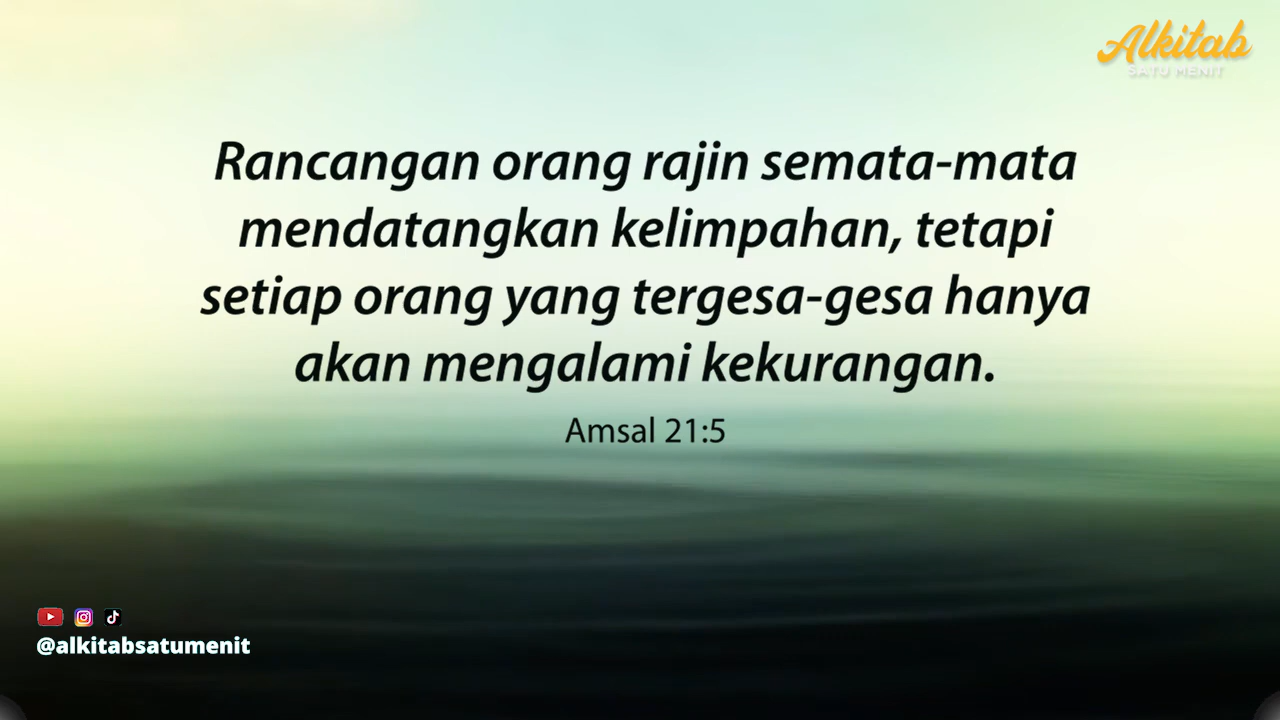 Alkitab
SATU MENIT
Rancangan orang rajin semata-mata
mendatangkan kelimpahan, tetapi
setiap orang yang tergesa-gesa hanya
akan mengalami kekurangan.
Amsal 21:5
@alkitabsatumenit